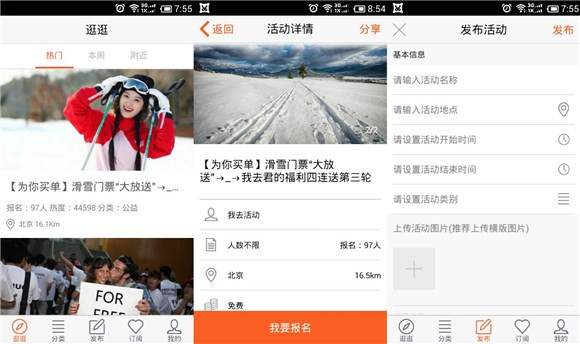 3G 1X 7:55
逛逛
热门 本周 附近
【为你买单】滑雪门票“大放送”→_...
报名：97人 热度：44598 分类：公益
北京 16.1Km
FOR
FREE
逛逛 分类 发布 订阅 我的
3G 1X 8:54
返回 活动详情 分享
2/2
【为你买单】滑雪门票“大放
送”→_→我去君的福利四连送第三轮
我去活动
人数不限 报名：97人
北京 16.5km
免费
我要报名
3G 1X 7:55
发布活动 发布
基本信息
请输入活动名称
请输入活动地点
请设置活动开始时间
请设置活动结束时间
请设置活动类别
上传活动图片(推荐上传横版图片)
逛逛 分类 发布 订阅 我的